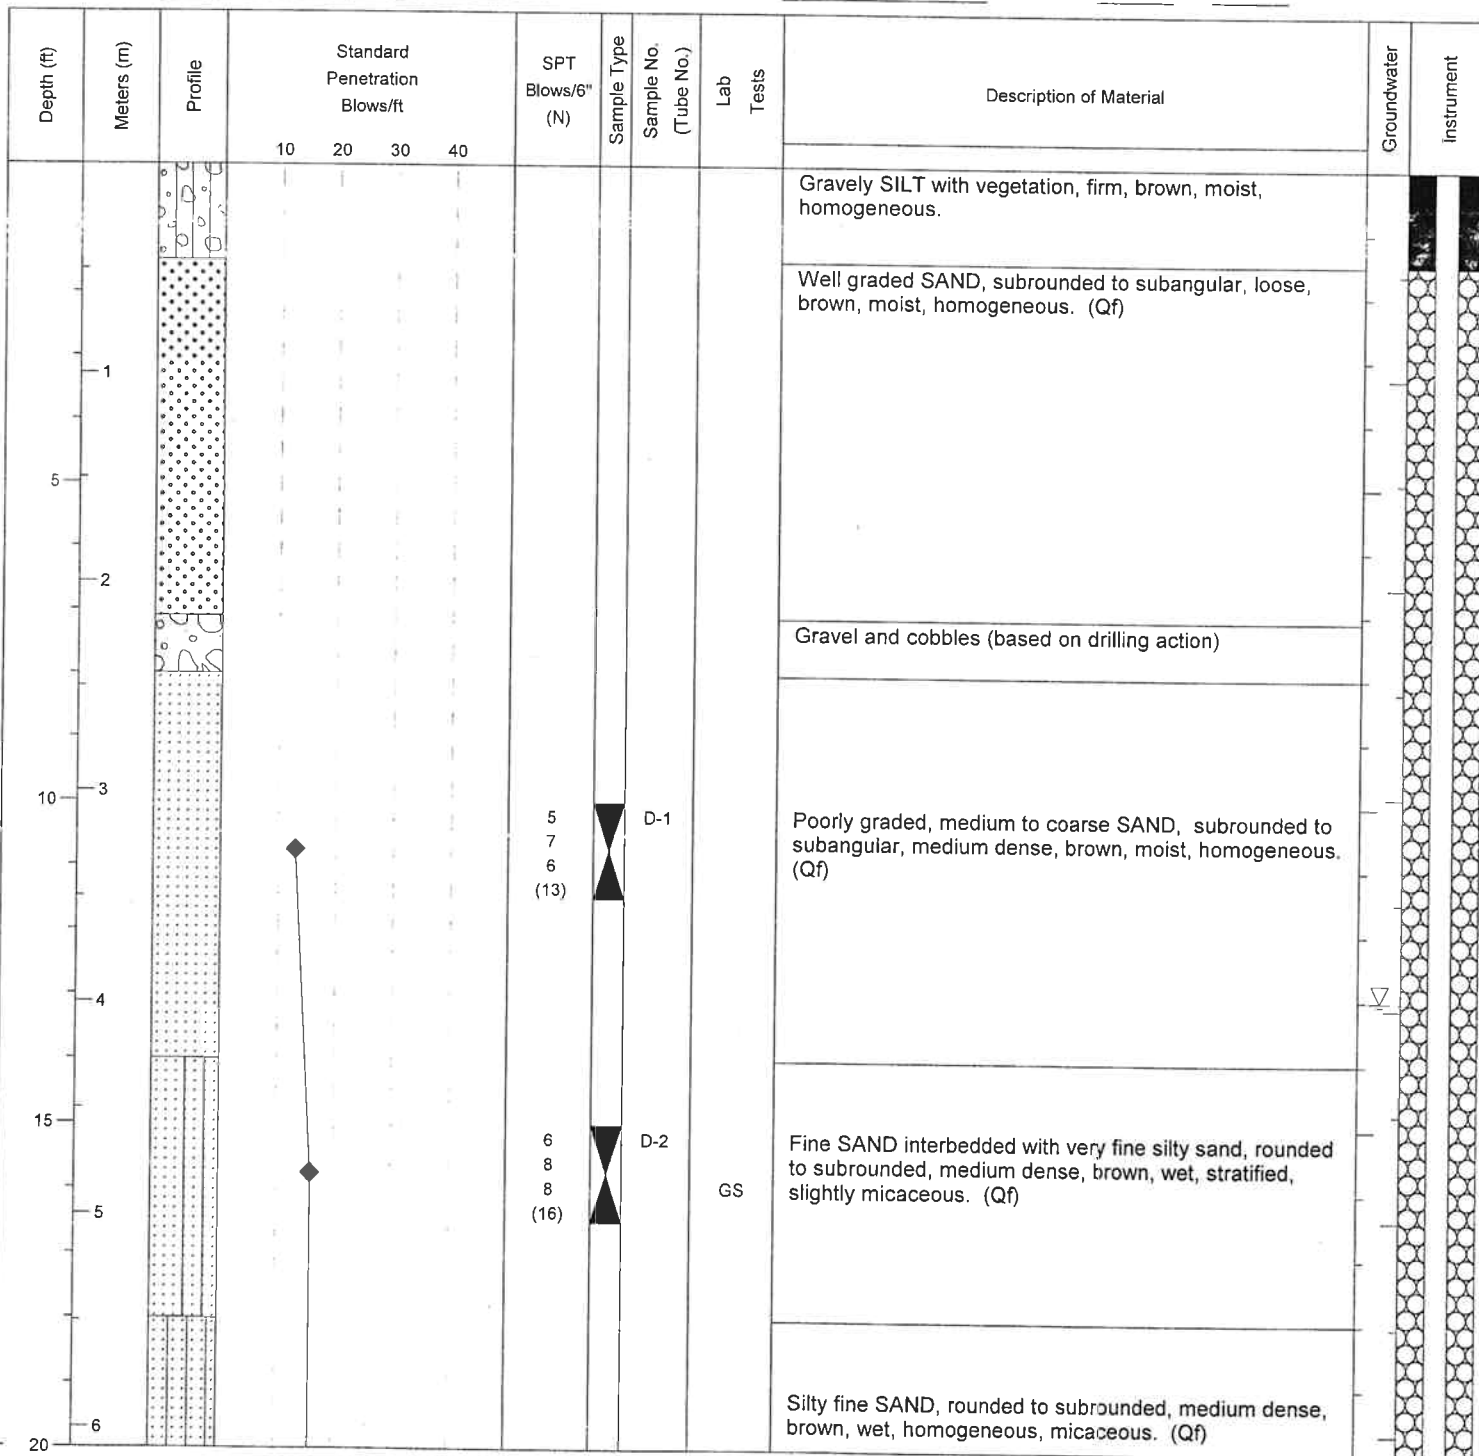 Depth (ft)
Meters (m)
Profile
Standard
Penetration
Blows/ft
10 20 30 40
SPT
Blows/6"
(N)
Sample Type
Sample No.
(Tube No.)
Lab
Tests
Description of Material
Groundwater
Instrument
Gravely SILT with vegetation, firm, brown, moist,
homogeneous.
Well graded SAND, subrounded to subangular, loose,
brown, moist, homogeneous. (Qf)
1
5
2
Gravel and cobbles (based on drilling action)
3
10
5
7
6
(13)
D-1
Poorly graded, medium to coarse SAND, subrounded to
subangular, medium dense, brown, moist, homogeneous.
(Qf)
4
15
6
8
8
(16)
D-2
GS
Fine SAND interbedded with very fine silty sand, rounded
to subrounded, medium dense, brown, wet, stratified,
slightly micaceous. (Qf)
5
Silty fine SAND, rounded to subrounded, medium dense,
brown, wet, homogeneous, micaceous. (Qf)
6
20